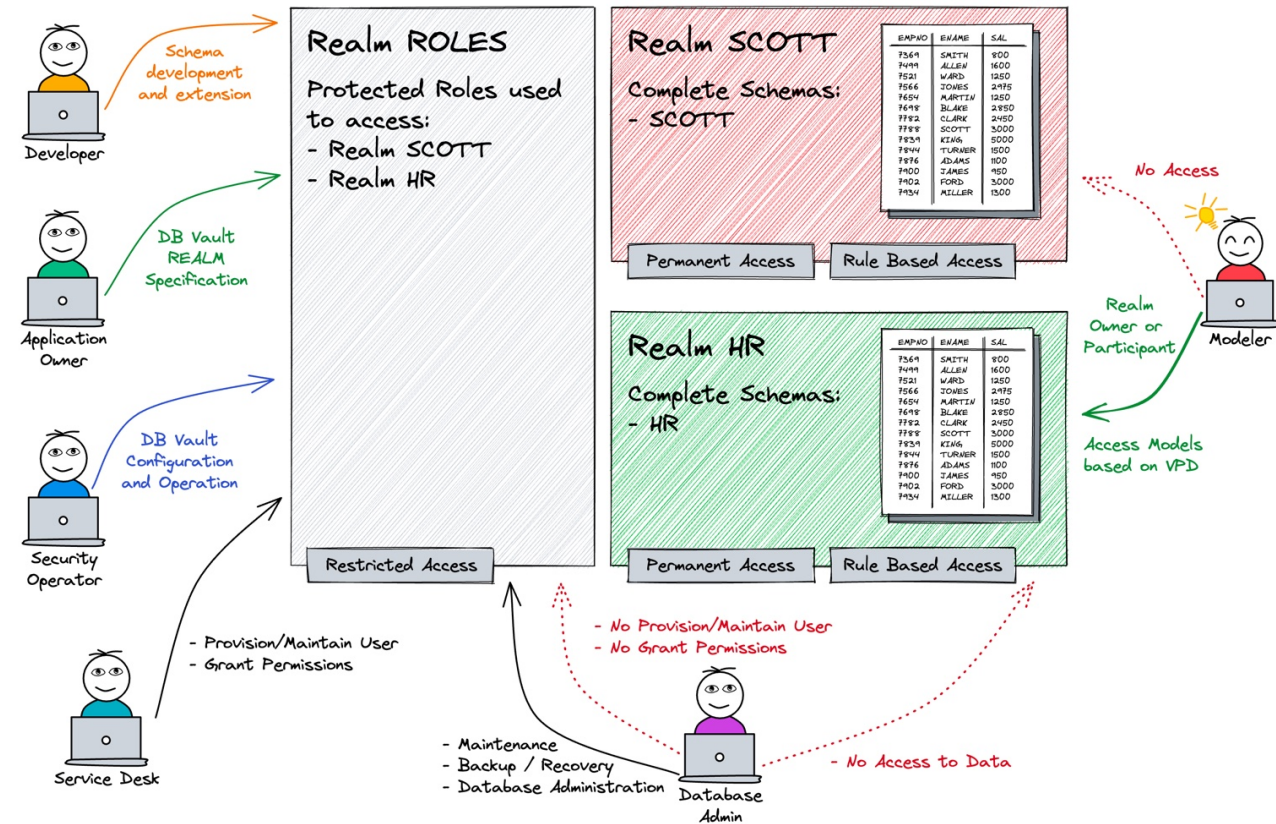 Schema
development
and extension
Developer
DB Vault
REALM
Specification
Application
Owner
DB Vault
Configuration
and Operation
Security
Operator
- Provision/Maintain User
- Grant Permissions
Service Desk
Realm ROLES
Protected Roles used
to access:
- Realm SCOTT
- Realm HR
Restricted Access
Realm SCOTT
Complete Schemas:
- SCOTT
EMPNO ENAME SAL
7369 SMITH 800
7499 ALLEN 1600
7521 WARD 1250
7566 JONES 2975
7654 MARTIN 1250
7698 BLAKE 2850
7782 CLARK 2450
7788 SCOTT 3000
7839 KING 5000
7844 TURNER 1500
7876 ADAMS 1100
7900 JAMES 950
7902 FORD 3000
7934 MILLER 1300
Permanent Access
Rule Based Access
Realm HR
Complete Schemas:
- HR
EMPNO ENAME SAL
7369 SMITH 800
7499 ALLEN 1600
7521 WARD 1250
7566 JONES 2975
7654 MARTIN 1250
7698 BLAKE 2850
7782 CLARK 2450
7788 SCOTT 3000
7839 KING 5000
7844 TURNER 1500
7876 ADAMS 1100
7900 JAMES 950
7902 FORD 3000
7934 MILLER 1300
Permanent Access
Rule Based Access
No Access
Realm
Owner or
Participant
Modeler
Access Models
based on VPD
- No Provision/Maintain User
- No Grant Permissions
- Maintenance
- Backup / Recovery
- Database Administration
- No Access to Data
Database
Admin